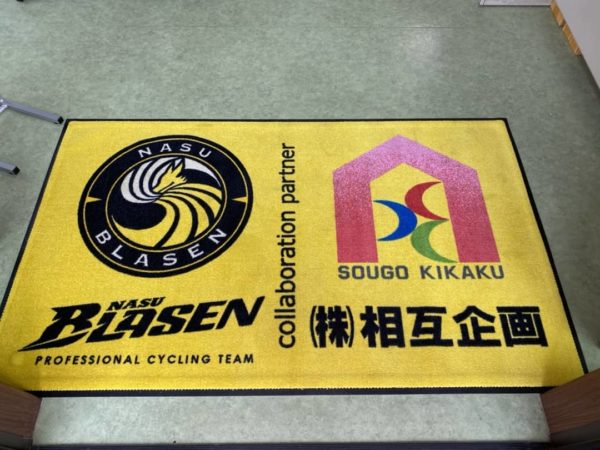 NASU
BLASEN
NASU
BLASEN
PROFESSIONAL CYCLING TEAM
collaboration partner
SOUGO KIKAKU
㈱相互企画